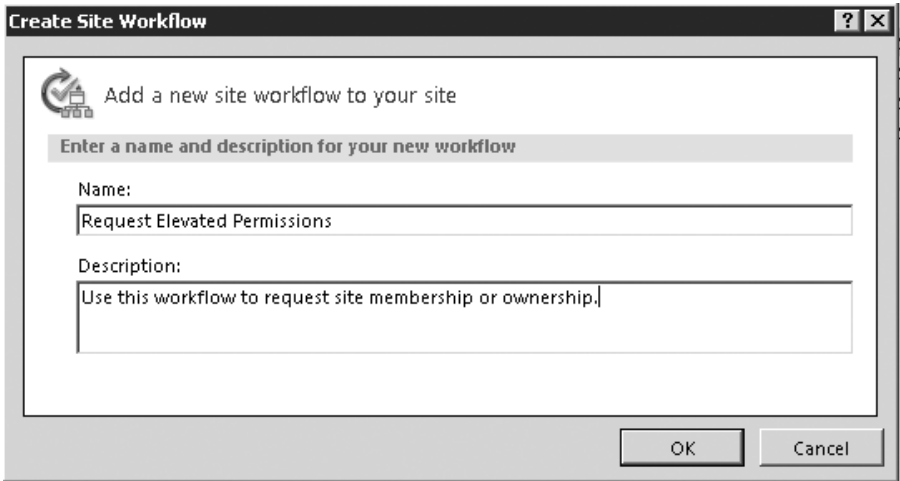 Create Site Workflow
Add a new site workflow to your site
Enter a name and description for your new workflow
Name:
Request Elevated Permissions
Description:
Use this workflow to request site membership or ownership.
OK Cancel